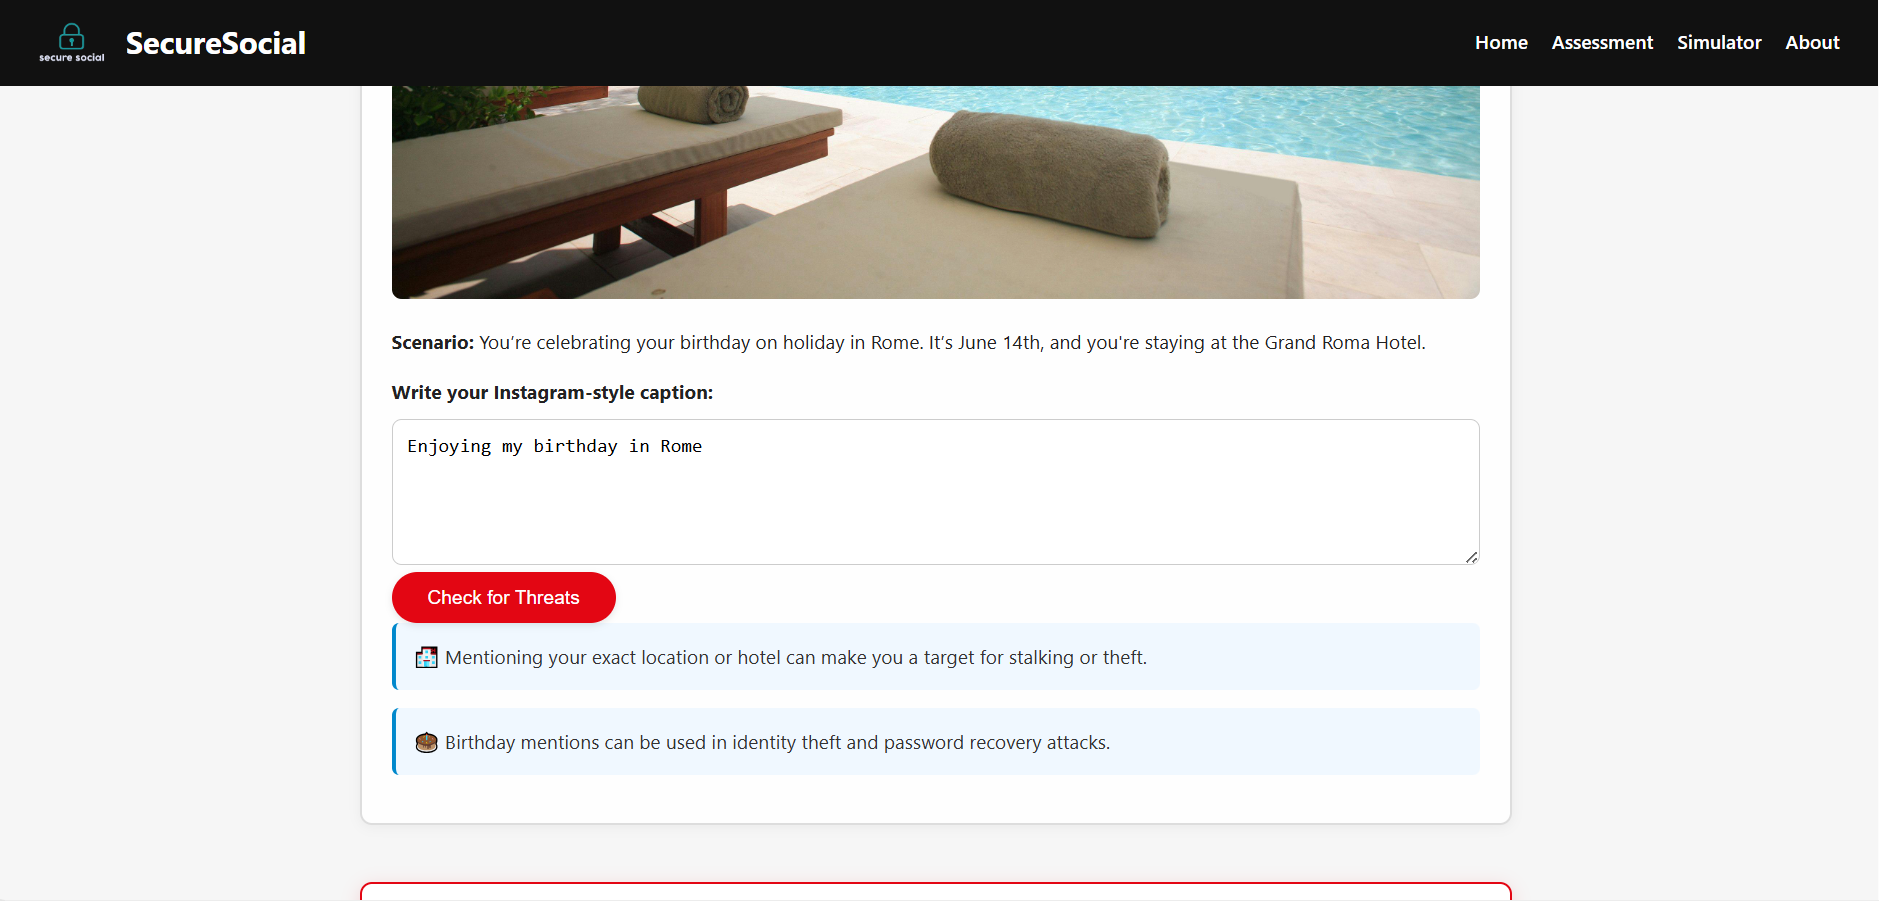 secure social
SecureSocial
Home
Assessment
Simulator
About
Scenario: You’re celebrating your birthday on holiday in Rome. It’s June 14th, and you're staying at the Grand Roma Hotel.
Write your Instagram-style caption:
Enjoying my birthday in Rome
Check for Threats
Mentioning your exact location or hotel can make you a target for stalking or theft.
Birthday mentions can be used in identity theft and password recovery attacks.